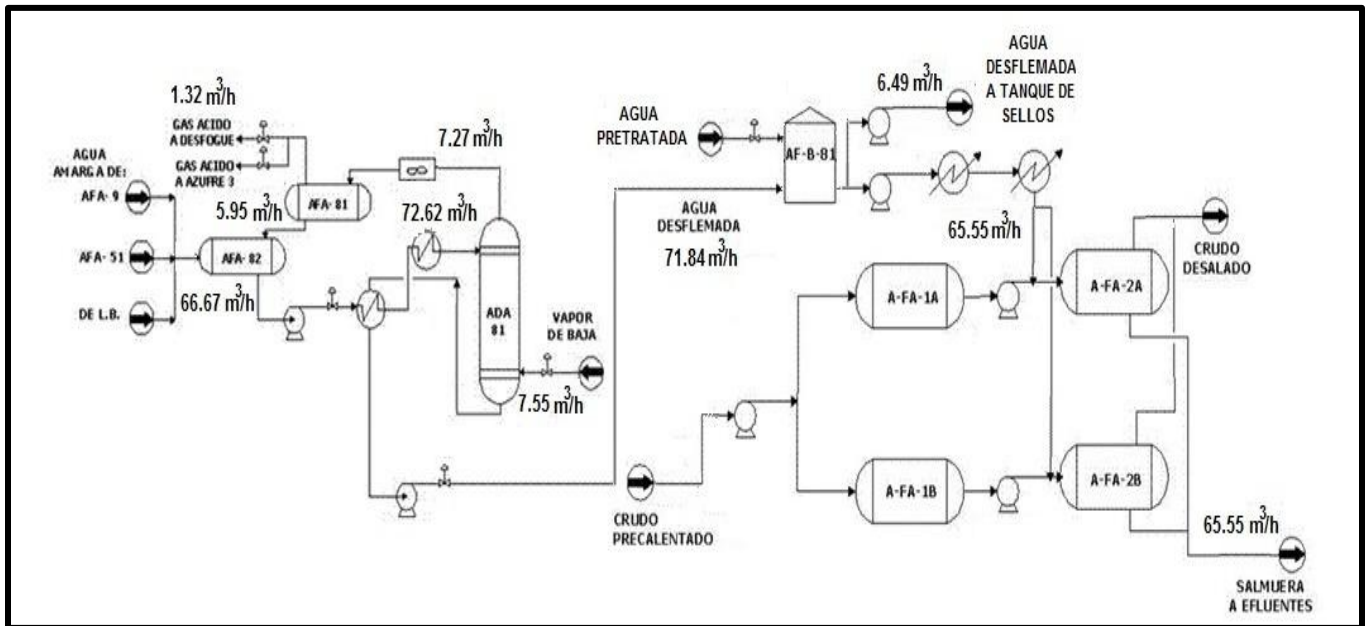 1.32 m³/h
GAS ACIDO
A DESFOGUE
GAS ACIDO
A AZUFRE 3
AGUA
AMARGA DE:
AFA- 9
AFA- 51
DE L.B.
AFA- 81
5.95 m³/h
AFA- 82
66.67 m³/h
7.27 m³/h
72.62 m³/h
ADA
81
VAPOR
DE BAJA
7.55 m³/h
AGUA
PRETRATADA
AF-B-81
6.49 m³/h
AGUA
DESFLEMADA
A TANQUE DE
SELLOS
AGUA
DESFLEMADA
71.84 m³/h
65.55 m³/h
A-FA-1A
A-FA-2A
CRUDO
DESALADO
A-FA-1B
A-FA-2B
CRUDO
PRECALENTADO
65.55 m³/h
SALMUERA
A EFLUENTES